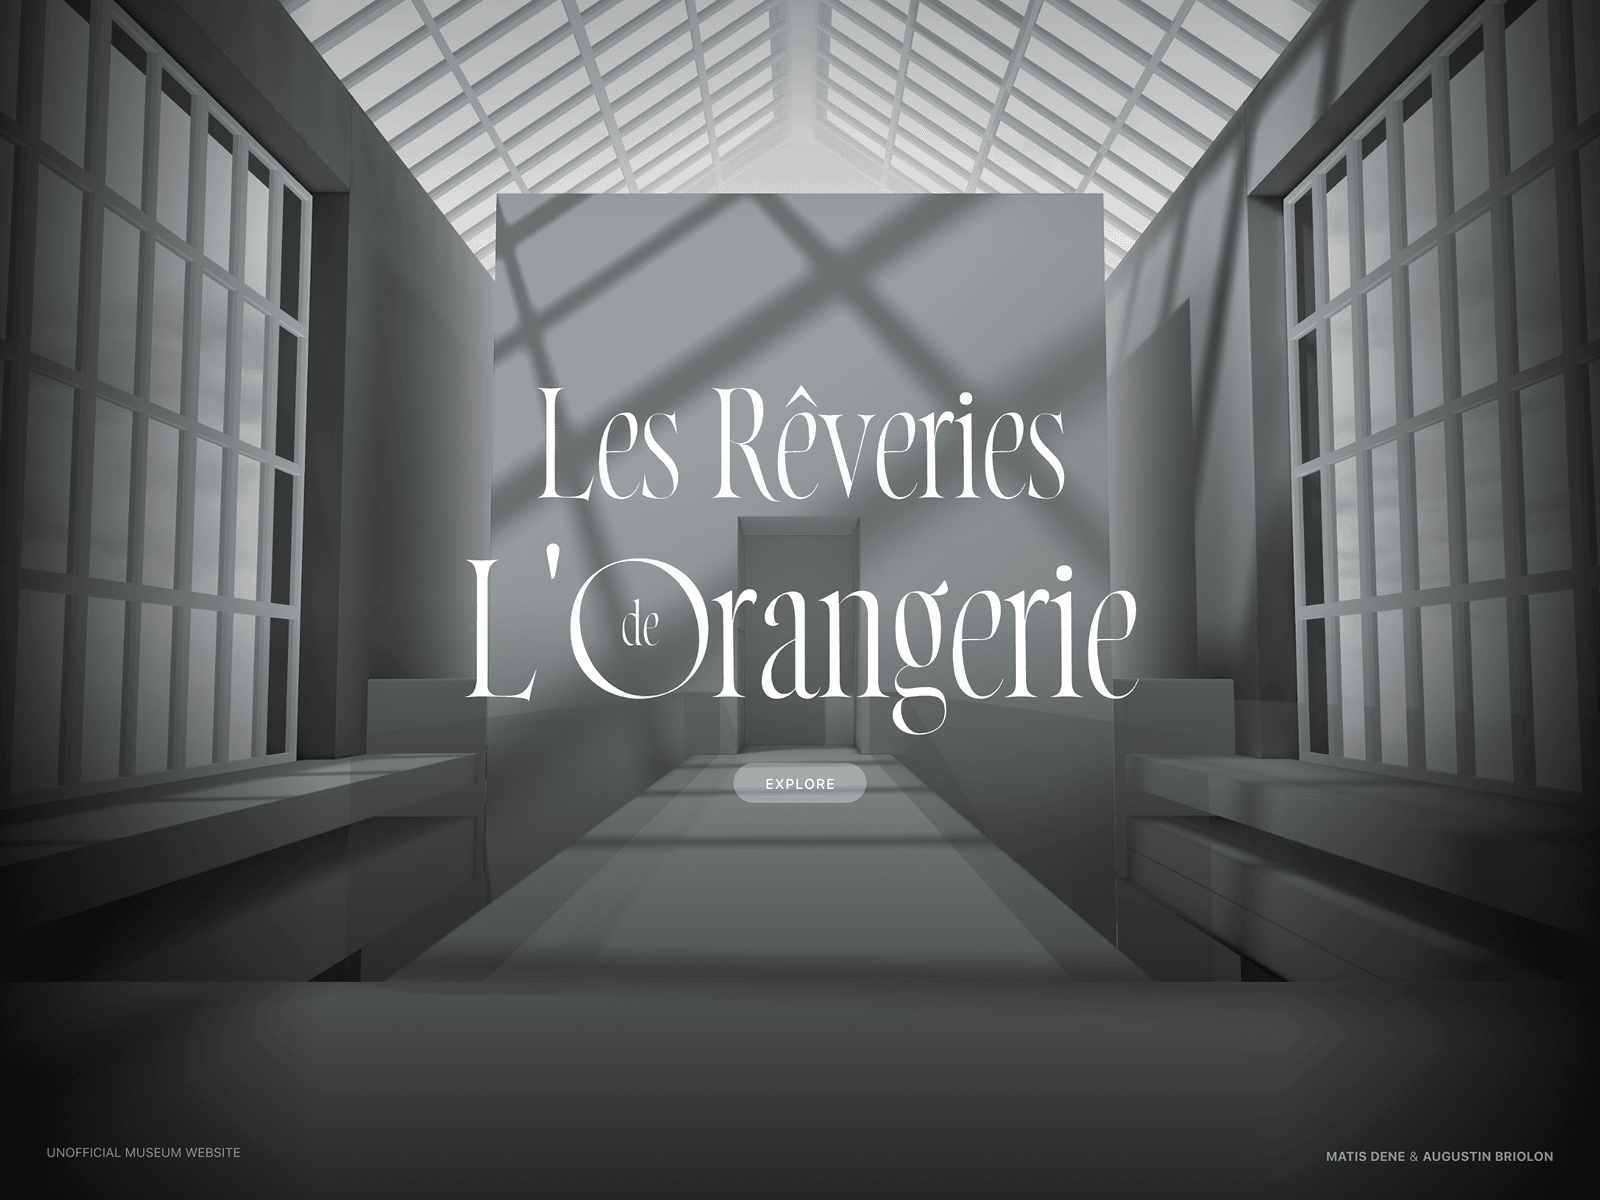 Les Rêveries
L'Orangerie
de
EXPLORE
UNOFFICIAL MUSEUM WEBSITE
MATIS DENE & AUGUSTIN BRIOLON